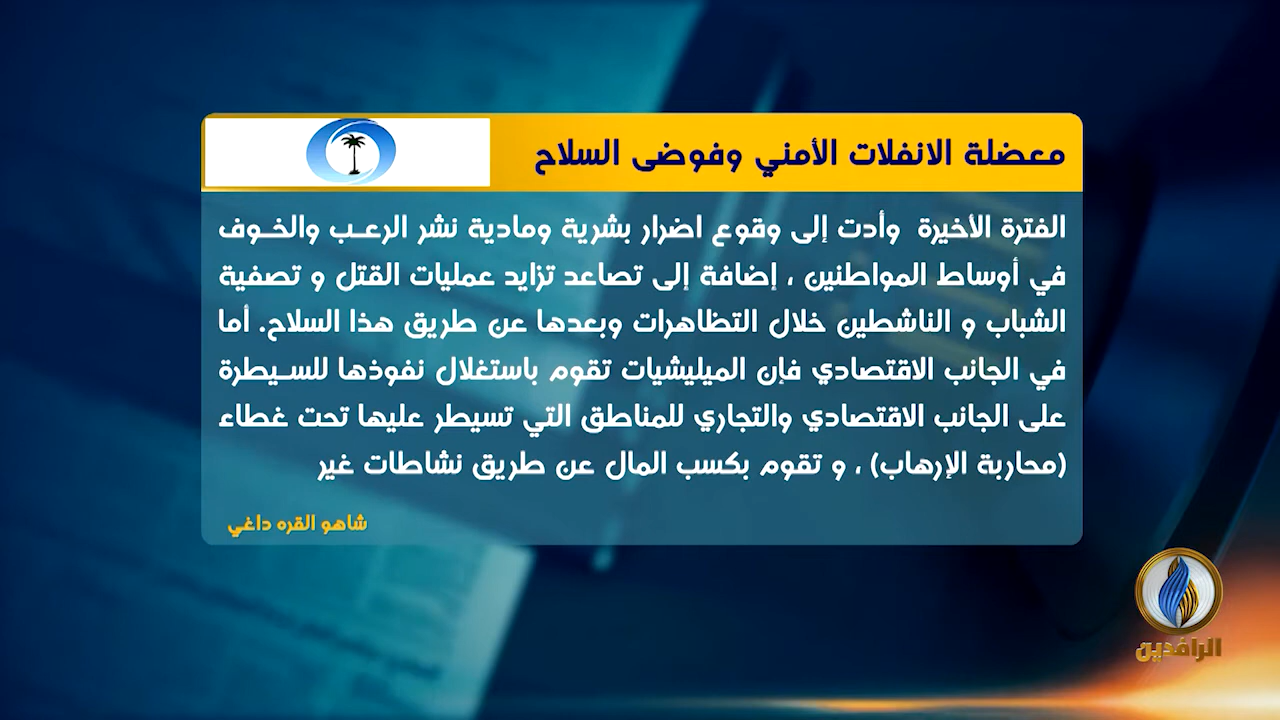 معضلة الانفلات الأمني وفوضى السلاح
الفترة الأخيرة وأدت إلى وقوع اضرار بشرية ومادية نشر الرعب والخوف
في أوساط المواطنين ، إضافة إلى تصاعد تزايد عمليات القتل و تصفية
الشباب و الناشطين خلال التظاهرات وبعدها عن طريق هذا السلاح. أما
في الجانب الاقتصادي فإن الميليشيات تقوم باستغلال نفوذها للسيطرة
على الجانب الاقتصادي والتجاري للمناطق التي تسيطر عليها تحت غطاء
(محاربة الإرهاب) ، و تقوم بكسب المال عن طريق نشاطات غير
شاهو القره داغي
الرافدين